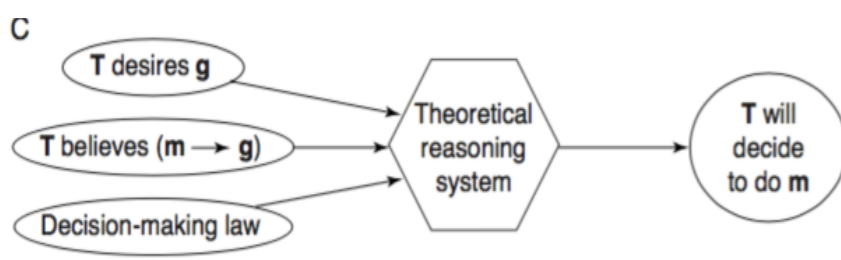 C
T desires g
T believes (m → g)
Decision-making law
Theoretical
reasoning
system
T will
decide
to do m